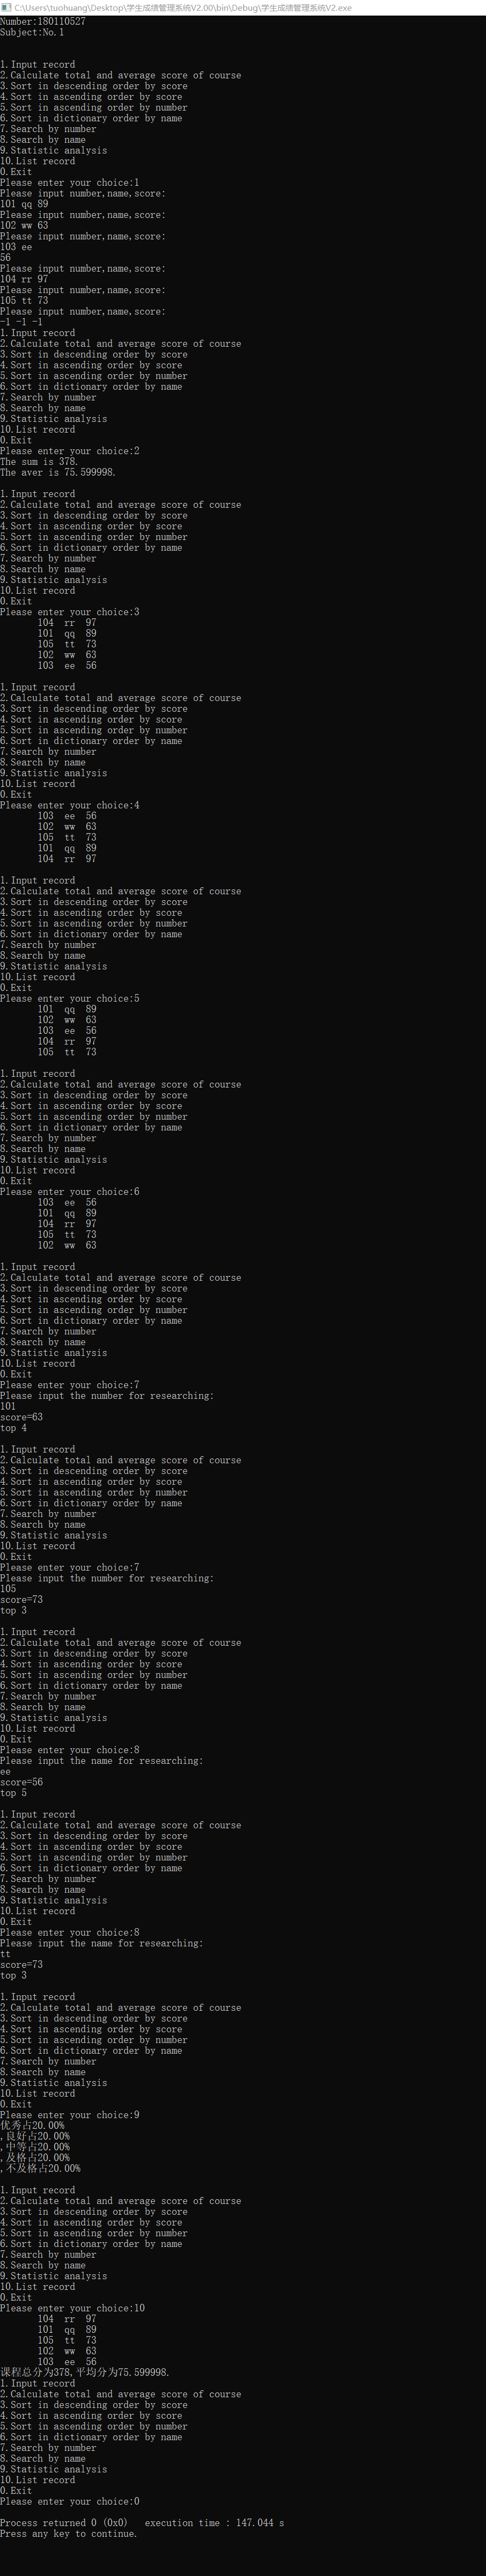 C:\Users\tuohuang\Desktop\学生成绩管理系统V2.00\bin\Debug\学生成绩管理系统V2.exe
Number:180110527
Subject:No.1
1.Input record
2.Calculate total and average score of course
3.Sort in descending order by score
4.Sort in ascending order by score
5.Sort in ascending order by number
6.Sort in dictionary order by name
7.Search by number
8.Search by name
9.Statistic analysis
10.List record
0.Exit
Please enter your choice:1
Please input number,name,score:
101 qq 89
Please input number,name,score:
102 ww 63
Please input number,name,score:
103 ee
56
Please input number,name,score:
104 rr 97
Please input number,name,score:
105 tt 73
Please input number,name,score:
-1 -1 -1
1.Input record
2.Calculate total and average score of course
3.Sort in descending order by score
4.Sort in ascending order by score
5.Sort in ascending order by number
6.Sort in dictionary order by name
7.Search by number
8.Search by name
9.Statistic analysis
10.List record
0.Exit
Please enter your choice:2
The sum is 378.
The aver is 75.599998.
1.Input record
2.Calculate total and average score of course
3.Sort in descending order by score
4.Sort in ascending order by score
5.Sort in ascending order by number
6.Sort in dictionary order by name
7.Search by number
8.Search by name
9.Statistic analysis
10.List record
0.Exit
Please enter your choice:3
104 rr 97
101 qq 89
105 tt 73
102 ww 63
103 ee 56
1.Input record
2.Calculate total and average score of course
3.Sort in descending order by score
4.Sort in ascending order by score
5.Sort in ascending order by number
6.Sort in dictionary order by name
7.Search by number
8.Search by name
9.Statistic analysis
10.List record
0.Exit
Please enter your choice:4
103 ee 56
102 ww 63
105 tt 73
101 qq 89
104 rr 97
1.Input record
2.Calculate total and average score of course
3.Sort in descending order by score
4.Sort in ascending order by score
5.Sort in ascending order by number
6.Sort in dictionary order by name
7.Search by number
8.Search by name
9.Statistic analysis
10.List record
0.Exit
Please enter your choice:5
101 qq 89
102 ww 63
103 ee 56
104 rr 97
105 tt 73
1.Input record
2.Calculate total and average score of course
3.Sort in descending order by score
4.Sort in ascending order by score
5.Sort in ascending order by number
6.Sort in dictionary order by name
7.Search by number
8.Search by name
9.Statistic analysis
10.List record
0.Exit
Please enter your choice:6
103 ee 56
101 qq 89
104 rr 97
105 tt 73
102 ww 63
1.Input record
2.Calculate total and average score of course
3.Sort in descending order by score
4.Sort in ascending order by score
5.Sort in ascending order by number
6.Sort in dictionary order by name
7.Search by number
8.Search by name
9.Statistic analysis
10.List record
0.Exit
Please enter your choice:7
Please input the number for researching:
101
score=63
top 4
1.Input record
2.Calculate total and average score of course
3.Sort in descending order by score
4.Sort in ascending order by score
5.Sort in ascending order by number
6.Sort in dictionary order by name
7.Search by number
8.Search by name
9.Statistic analysis
10.List record
0.Exit
Please enter your choice:7
Please input the number for researching:
105
score=73
top 3
1.Input record
2.Calculate total and average score of course
3.Sort in descending order by score
4.Sort in ascending order by score
5.Sort in ascending order by number
6.Sort in dictionary order by name
7.Search by number
8.Search by name
9.Statistic analysis
10.List record
0.Exit
Please enter your choice:8
Please input the name for researching:
ee
score=56
top 5
1.Input record
2.Calculate total and average score of course
3.Sort in descending order by score
4.Sort in ascending order by score
5.Sort in ascending order by number
6.Sort in dictionary order by name
7.Search by number
8.Search by name
9.Statistic analysis
10.List record
0.Exit
Please enter your choice:8
Please input the name for researching:
tt
score=73
top 3
1.Input record
2.Calculate total and average score of course
3.Sort in descending order by score
4.Sort in ascending order by score
5.Sort in ascending order by number
6.Sort in dictionary order by name
7.Search by number
8.Search by name
9.Statistic analysis
10.List record
0.Exit
Please enter your choice:9
优秀占20.00%
,良好占20.00%
,中等占20.00%
,及格占20.00%
,不及格占20.00%
1.Input record
2.Calculate total and average score of course
3.Sort in descending order by score
4.Sort in ascending order by score
5.Sort in ascending order by number
6.Sort in dictionary order by name
7.Search by number
8.Search by name
9.Statistic analysis
10.List record
0.Exit
Please enter your choice:10
104 rr 97
101 qq 89
105 tt 73
102 ww 63
103 ee 56
课程总分为378,平均分为75.599998.
1.Input record
2.Calculate total and average score of course
3.Sort in descending order by score
4.Sort in ascending order by score
5.Sort in ascending order by number
6.Sort in dictionary order by name
7.Search by number
8.Search by name
9.Statistic analysis
10.List record
0.Exit
Please enter your choice:0
Process returned 0 (0x0)   execution time : 147.044 s
Press any key to continue.